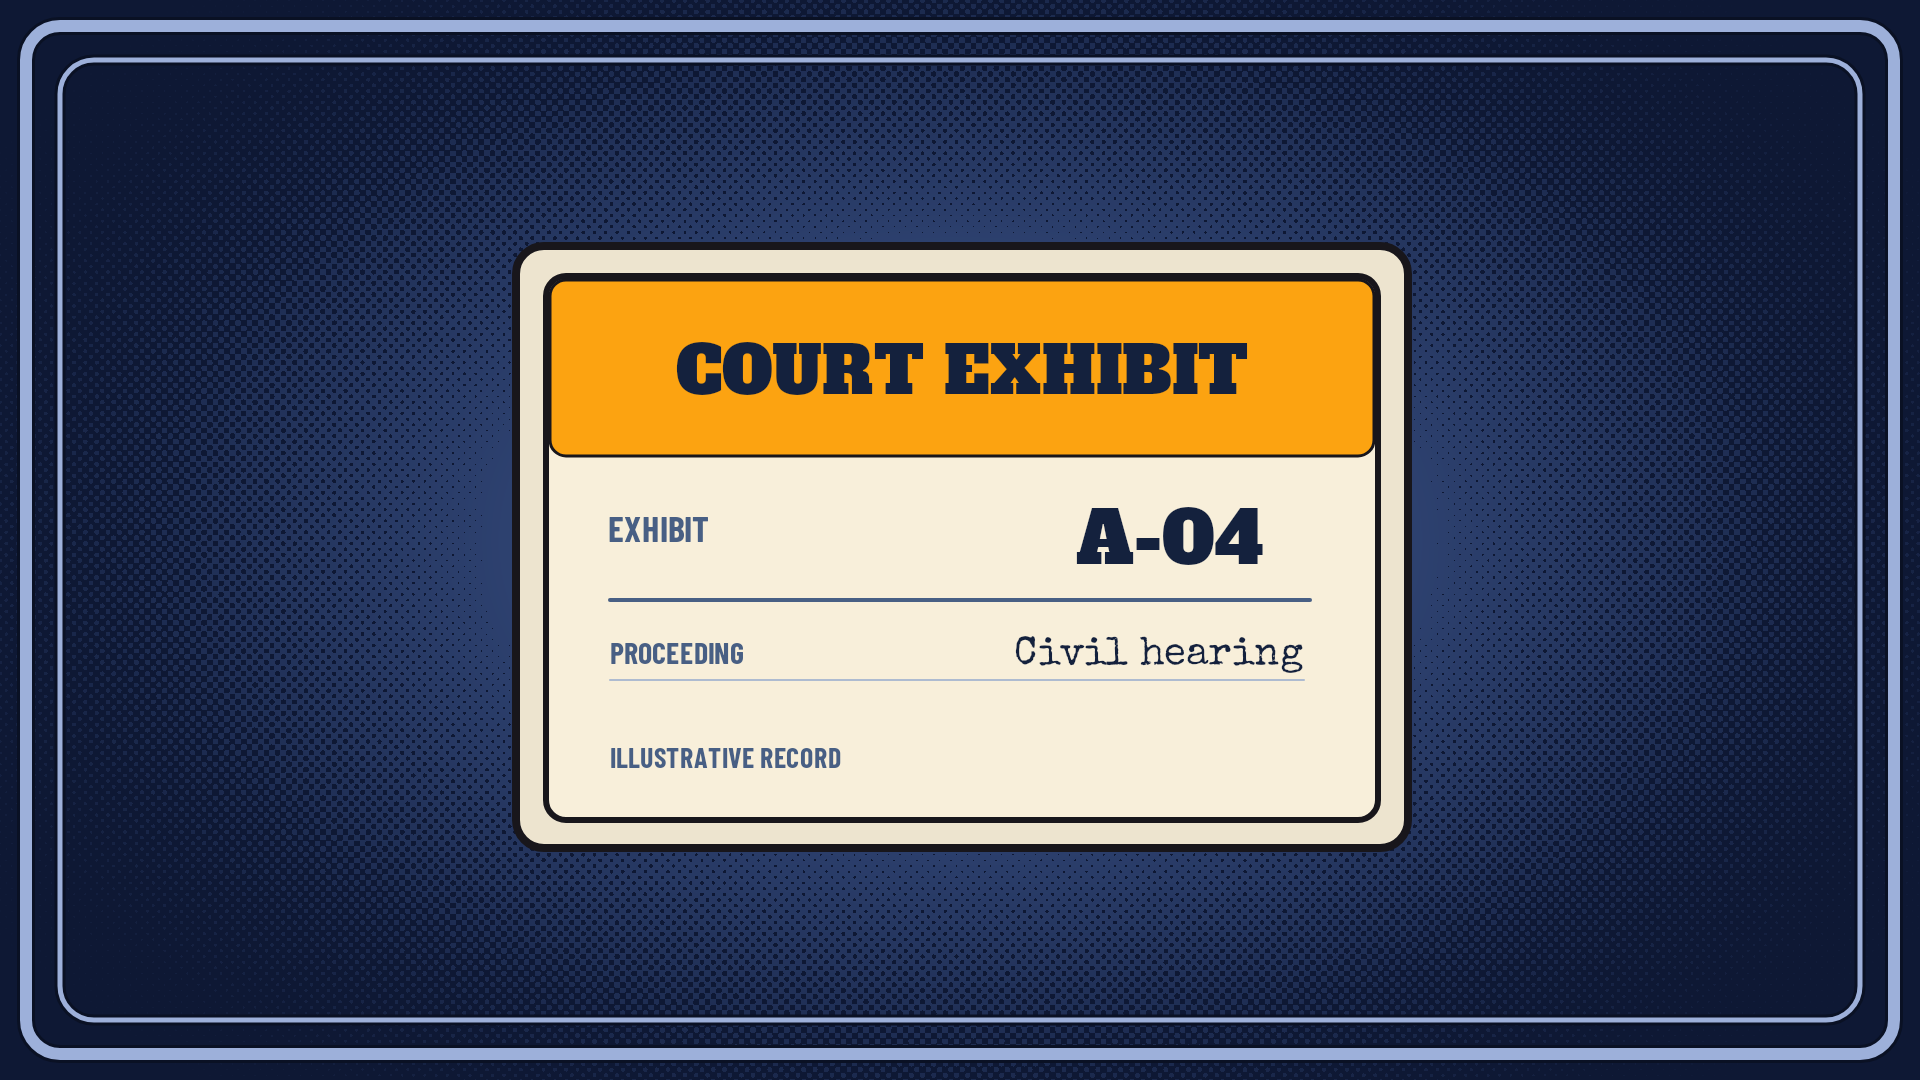 COURT EXHIBIT
EXHIBIT A-04
PROCEEDING Civil hearing
ILLUSTRATIVE RECORD